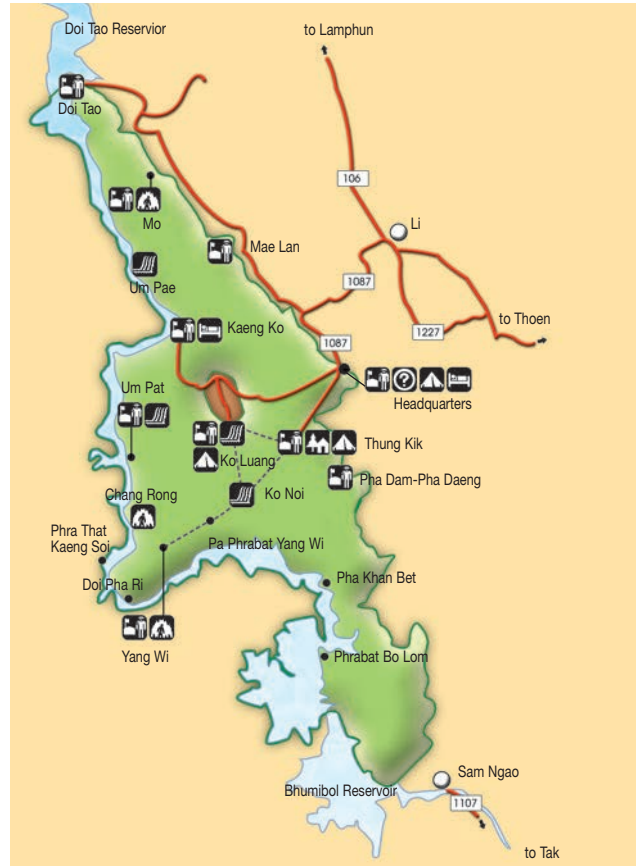 Doi Tao Reservior
to Lamphun
Doi Tao
106
Mo
Li
Mae Lan
Um Pae
1087
to Thoen
Kaeng Ko
1087
1227
Um Pat
?
Headquarters
Ko Luang
Thung Kik
Pha Dam-Pha Daeng
Chang Rong
Ko Noi
Phra That
Kaeng Soi
Pa Phrabat Yang Wi
Doi Pha Ri
Pha Khan Bet
Yang Wi
Phrabat Bo Lom
Sam Ngao
Bhumibol Reservoir
1107
to Tak